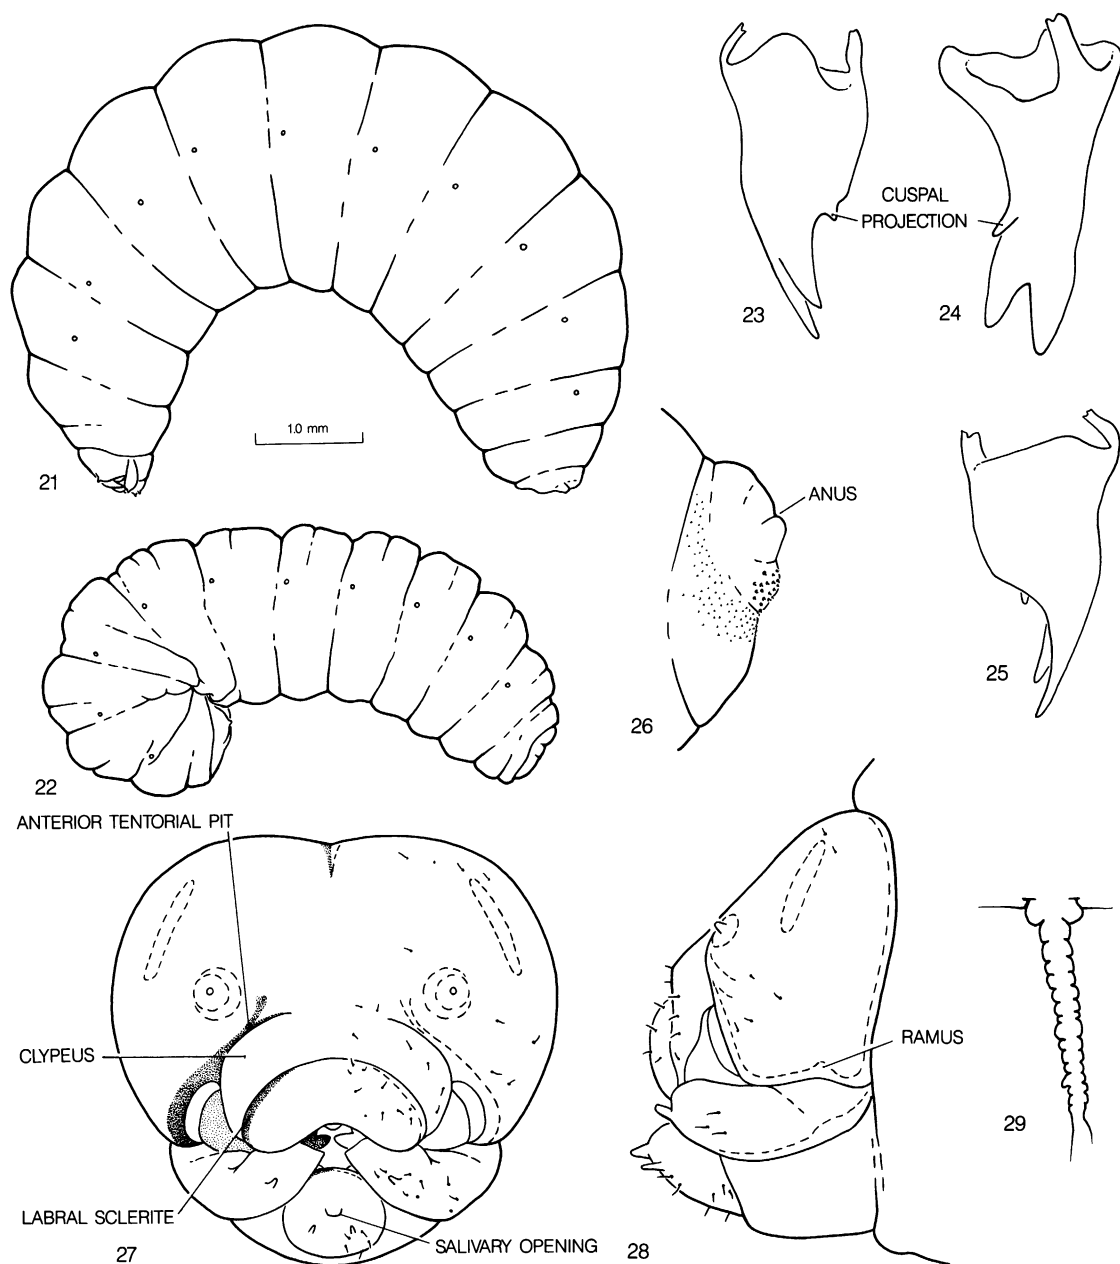 CUSPAL
PROJECTION
23
24
1.0 mm
21
ANUS
25
26
22
ANTERIOR TENTORIAL PIT
CLYPEUS
RAMUS
29
LABRAL SCLERITE
SALIVARY OPENING
27
28